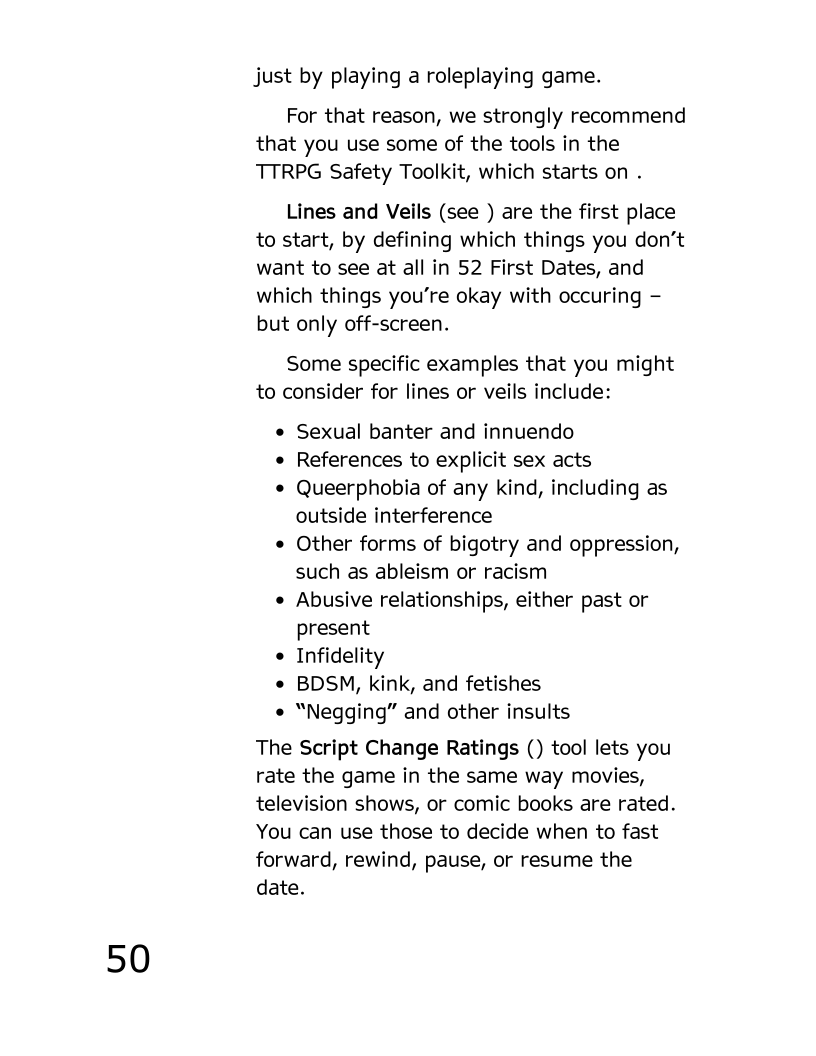 just by playing a roleplaying game.
For that reason, we strongly recommend
that you use some of the tools in the
TTRPG Safety Toolkit, which starts on .
Lines and Veils (see ) are the first place
to start, by defining which things you don’t
want to see at all in 52 First Dates, and
which things you’re okay with occuring –
but only off-screen.
Some specific examples that you might
to consider for lines or veils include:
• Sexual banter and innuendo
• References to explicit sex acts
• Queerphobia of any kind, including as
outside interference
• Other forms of bigotry and oppression,
such as ableism or racism
• Abusive relationships, either past or
present
• Infidelity
• BDSM, kink, and fetishes
• “Negging” and other insults
The Script Change Ratings () tool lets you
rate the game in the same way movies,
television shows, or comic books are rated.
You can use those to decide when to fast
forward, rewind, pause, or resume the
date.
50